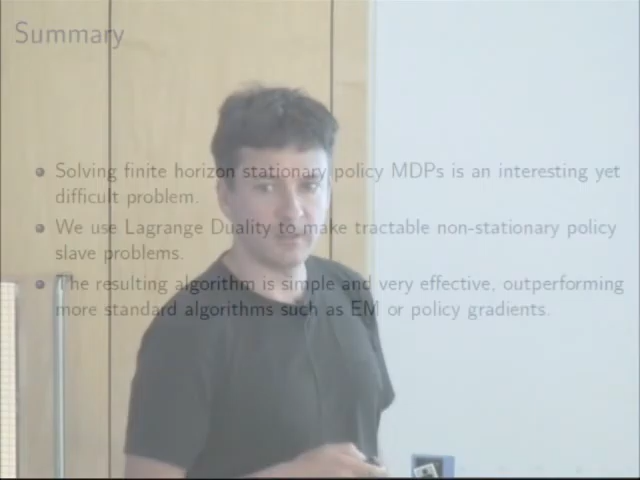 Summary
Solving finite horizon stationary policy MDPs is an interesting yet
difficult problem.
We use Lagrange Duality to make tractable non-stationary policy
slave problems.
The resulting algorithm is simple and very effective, outperforming
more standard algorithms such as EM or policy gradients.